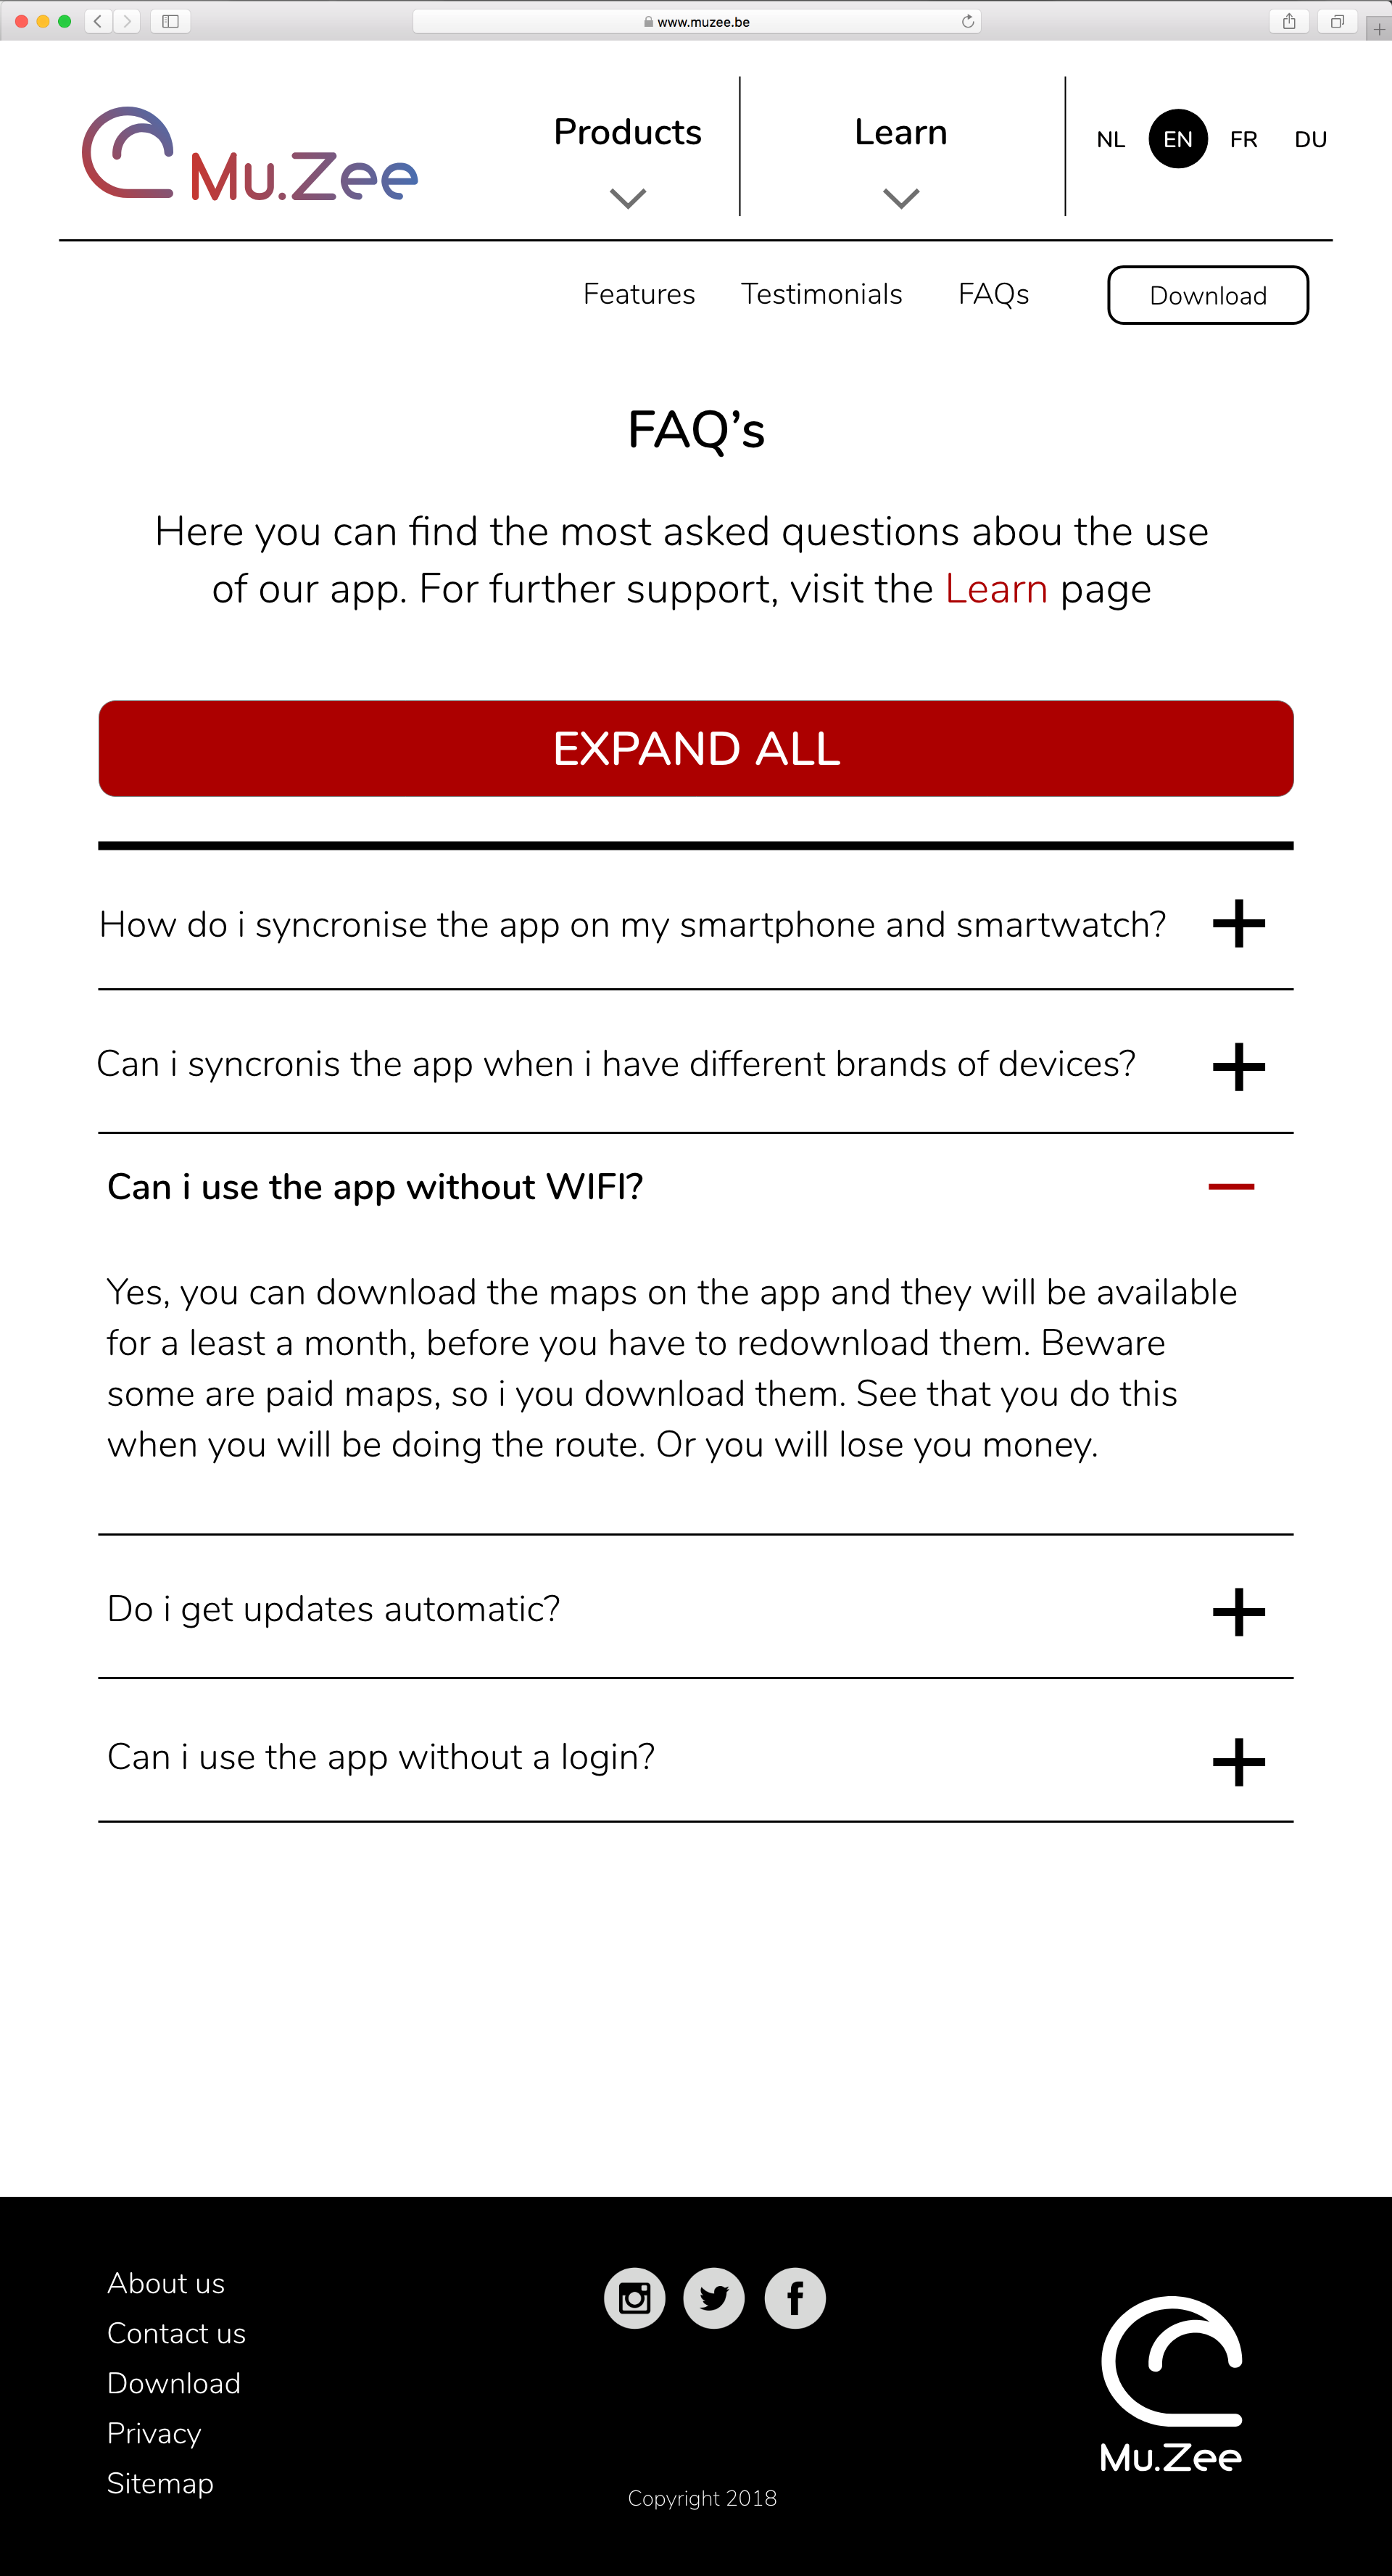 www.muzee.be
Mu.Zee
Products
Learn
NL EN FR DU
Features Testimonials FAQs Download
FAQ’s
Here you can find the most asked questions abou the use
of our app. For further support, visit the Learn page
EXPAND ALL
How do i syncronise the app on my smartphone and smartwatch?
Can i syncronis the app when i have different brands of devices?
Can i use the app without WIFI?
Yes, you can download the maps on the app and they will be available
for a least a month, before you have to redownload them. Beware
some are paid maps, so i you download them. See that you do this
when you will be doing the route. Or you will lose you money.
Do i get updates automatic?
Can i use the app without a login?
About us
Contact us
Download
Privacy
Sitemap
Copyright 2018
Mu.Zee